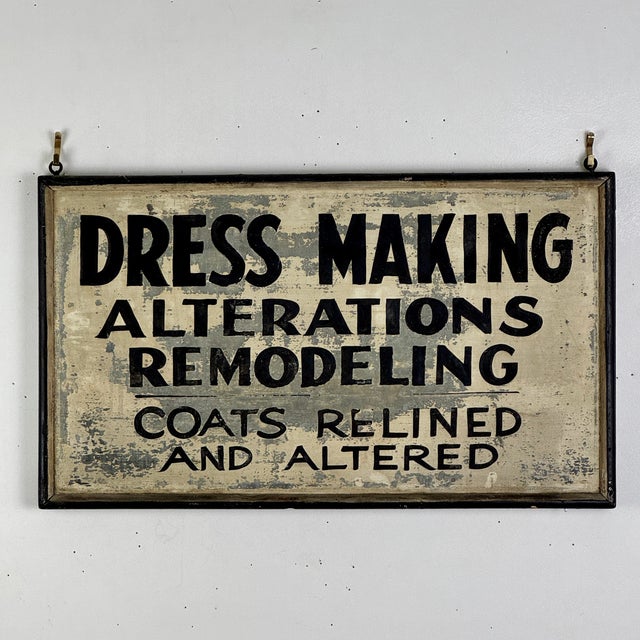 DRESS MAKING
ALTERATIONS
REMODELING
COATS RELINED
AND ALTERED